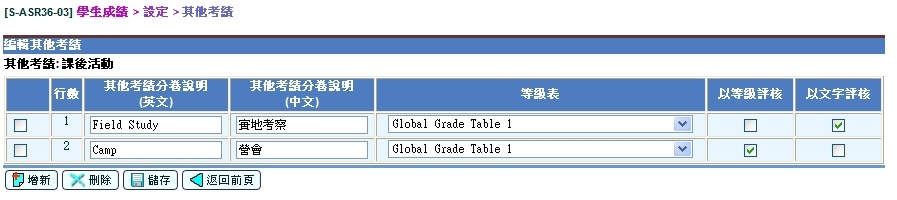 [S-ASR36-03] 學生成績 > 設定 > 其他考績
編輯其他考績
其他考績: 課後活動
行數 其他考績分卷說明 (英文) 其他考績分卷說明 (中文) 等級表 以等級評核 以文字評核
1 Field Study 實地考察 Global Grade Table 1
2 Camp 營會 Global Grade Table 1
增新 刪除 儲存 返回前頁